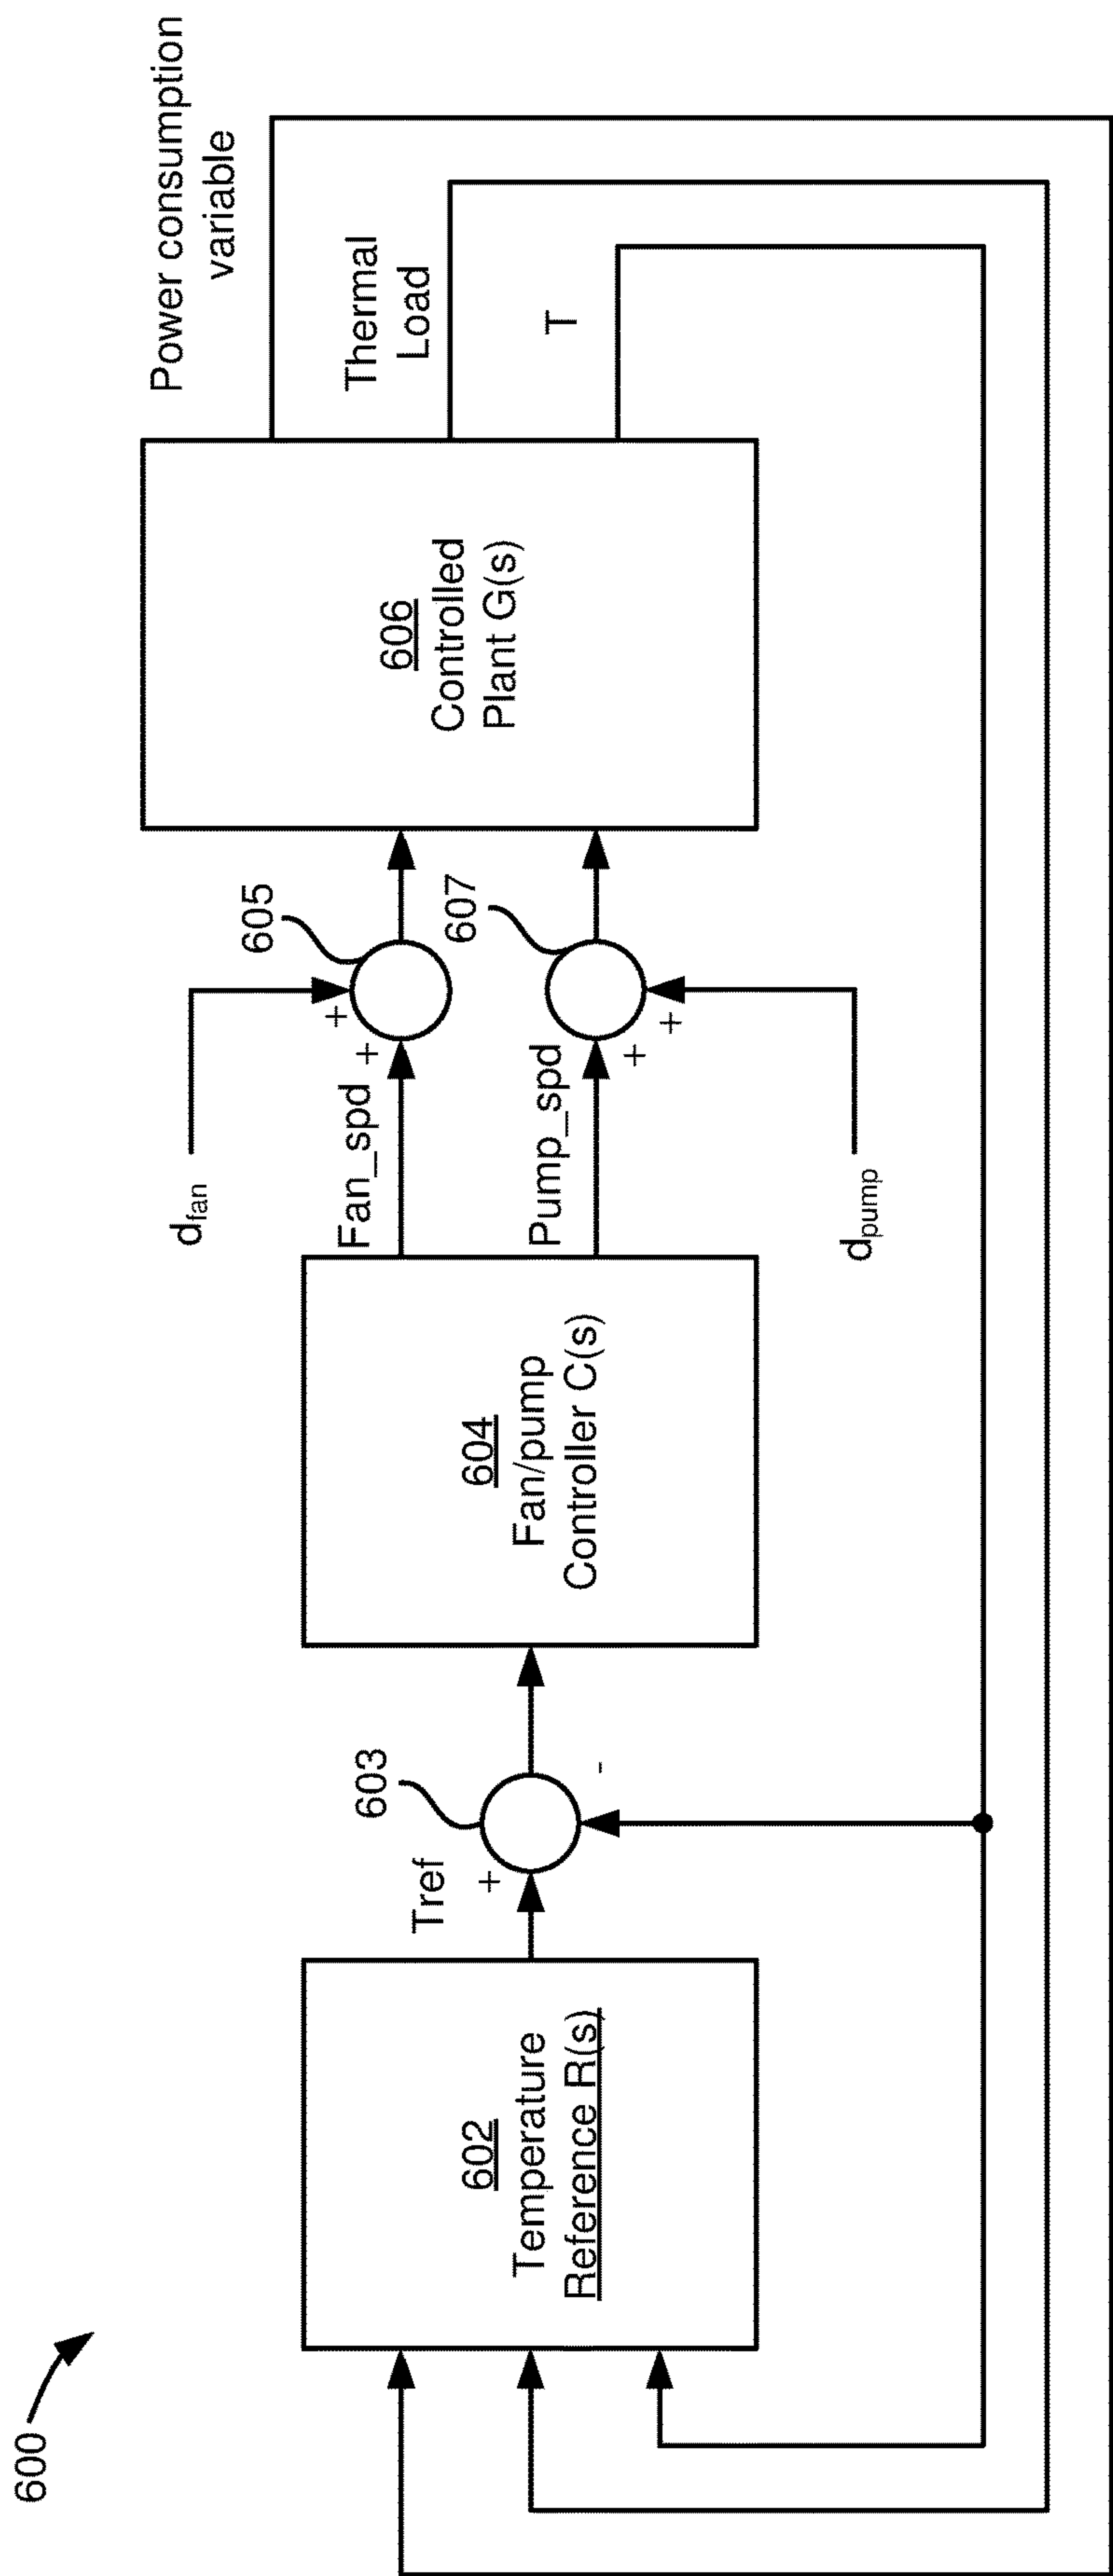 600
602
Temperature
Reference R(s)
Tref
+
-
603
604
Fan/pump
Controller C(s)
Fan_spd
Pump_spd
d_fan
d_pump
+
+
+
+
605
607
606
Controlled
Plant G(s)
Power consumption
variable
Thermal
Load
T